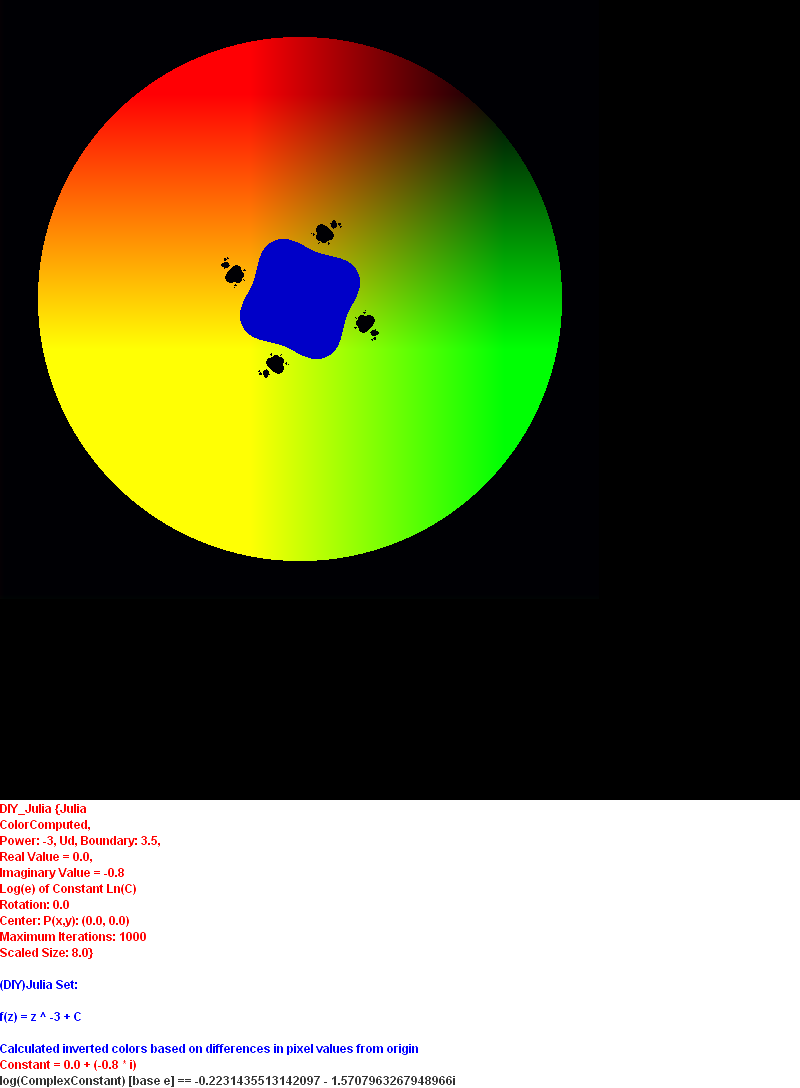 DIY_Julia {Julia
ColorComputed,
Power: -3, Ud, Boundary: 3.5,
Real Value = 0.0,
Imaginary Value = -0.8
Log(e) of Constant Ln(C)
Rotation: 0.0
Center: P(x,y): (0.0, 0.0)
Maximum Iterations: 1000
Scaled Size: 8.0}
(DIY)Julia Set:
f(z) = z ^ -3 + C
Calculated inverted colors based on differences in pixel values from origin
Constant = 0.0 + (-0.8 * i)
log(ComplexConstant) [base e] == -0.2231435513142097 - 1.5707963267948966i